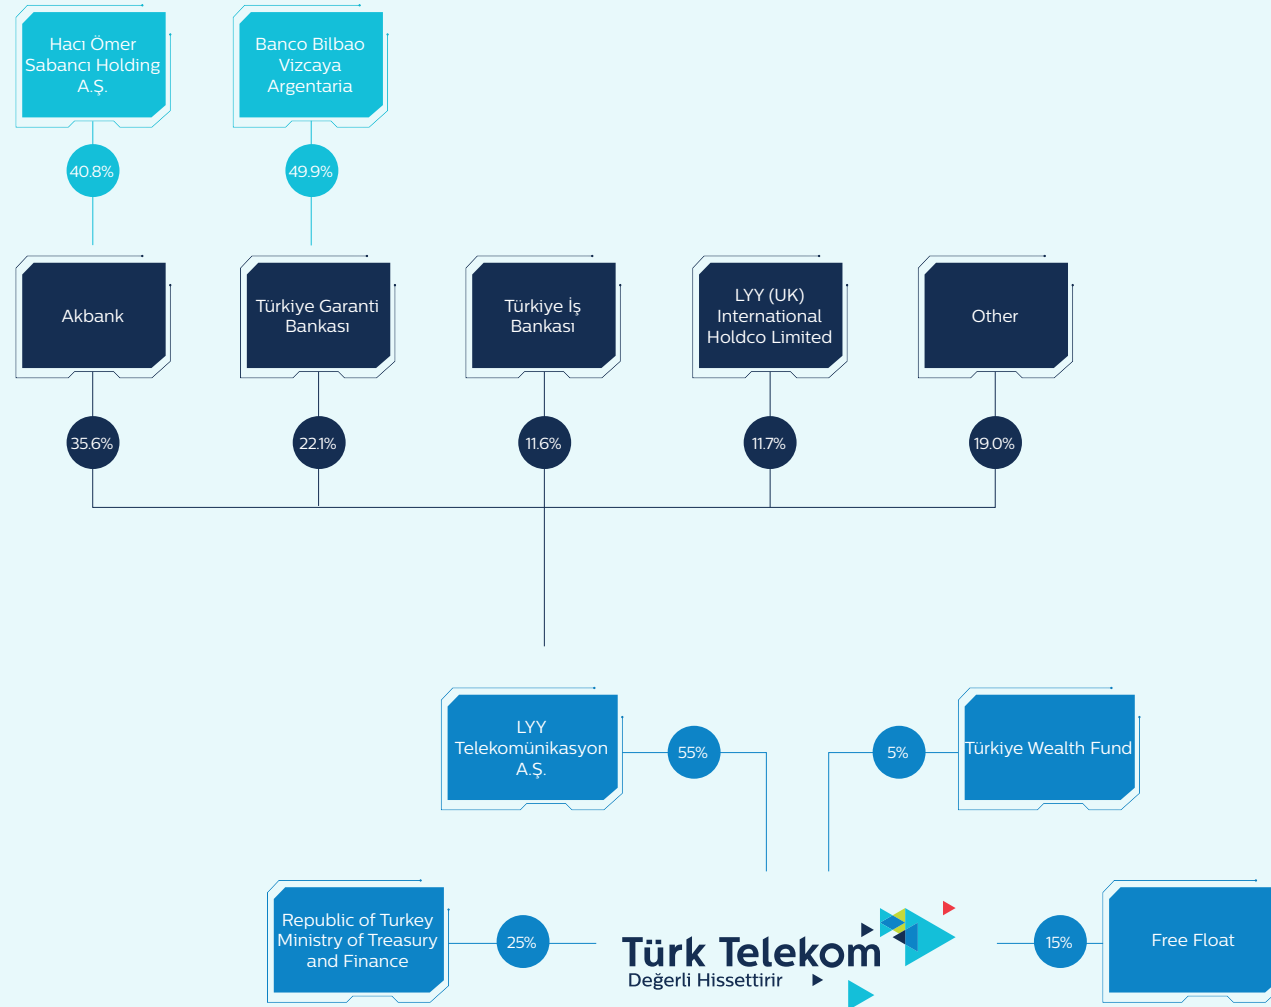 Hacı Ömer
Sabancı Holding
A.Ş.
Banco Bilbao
Vizcaya
Argentaria
40.8%
49.9%
Akbank
Türkiye Garanti
Bankası
Türkiye İş
Bankası
LYY (UK)
International
Holdco Limited
Other
35.6%
22.1%
11.6%
11.7%
19.0%
LYY
Telekomünikasyon
A.Ş.
55%
5%
Türkiye Wealth Fund
Republic of Turkey
Ministry of Treasury
and Finance
25%
Türk Telekom
Değerli Hissettirir
15%
Free Float